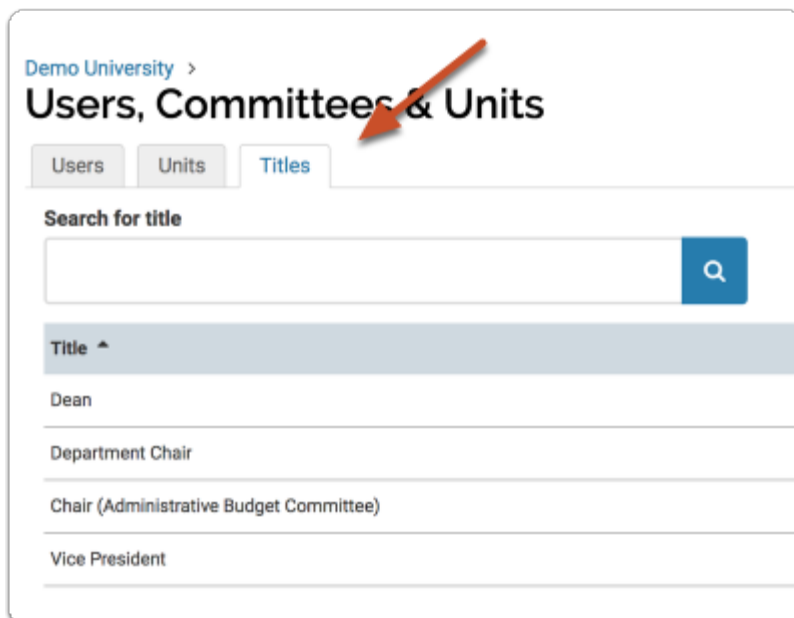 Demo University >
Users, Committees & Units
Users Units Titles
Search for title
Title
Dean
Department Chair
Chair (Administrative Budget Committee)
Vice President